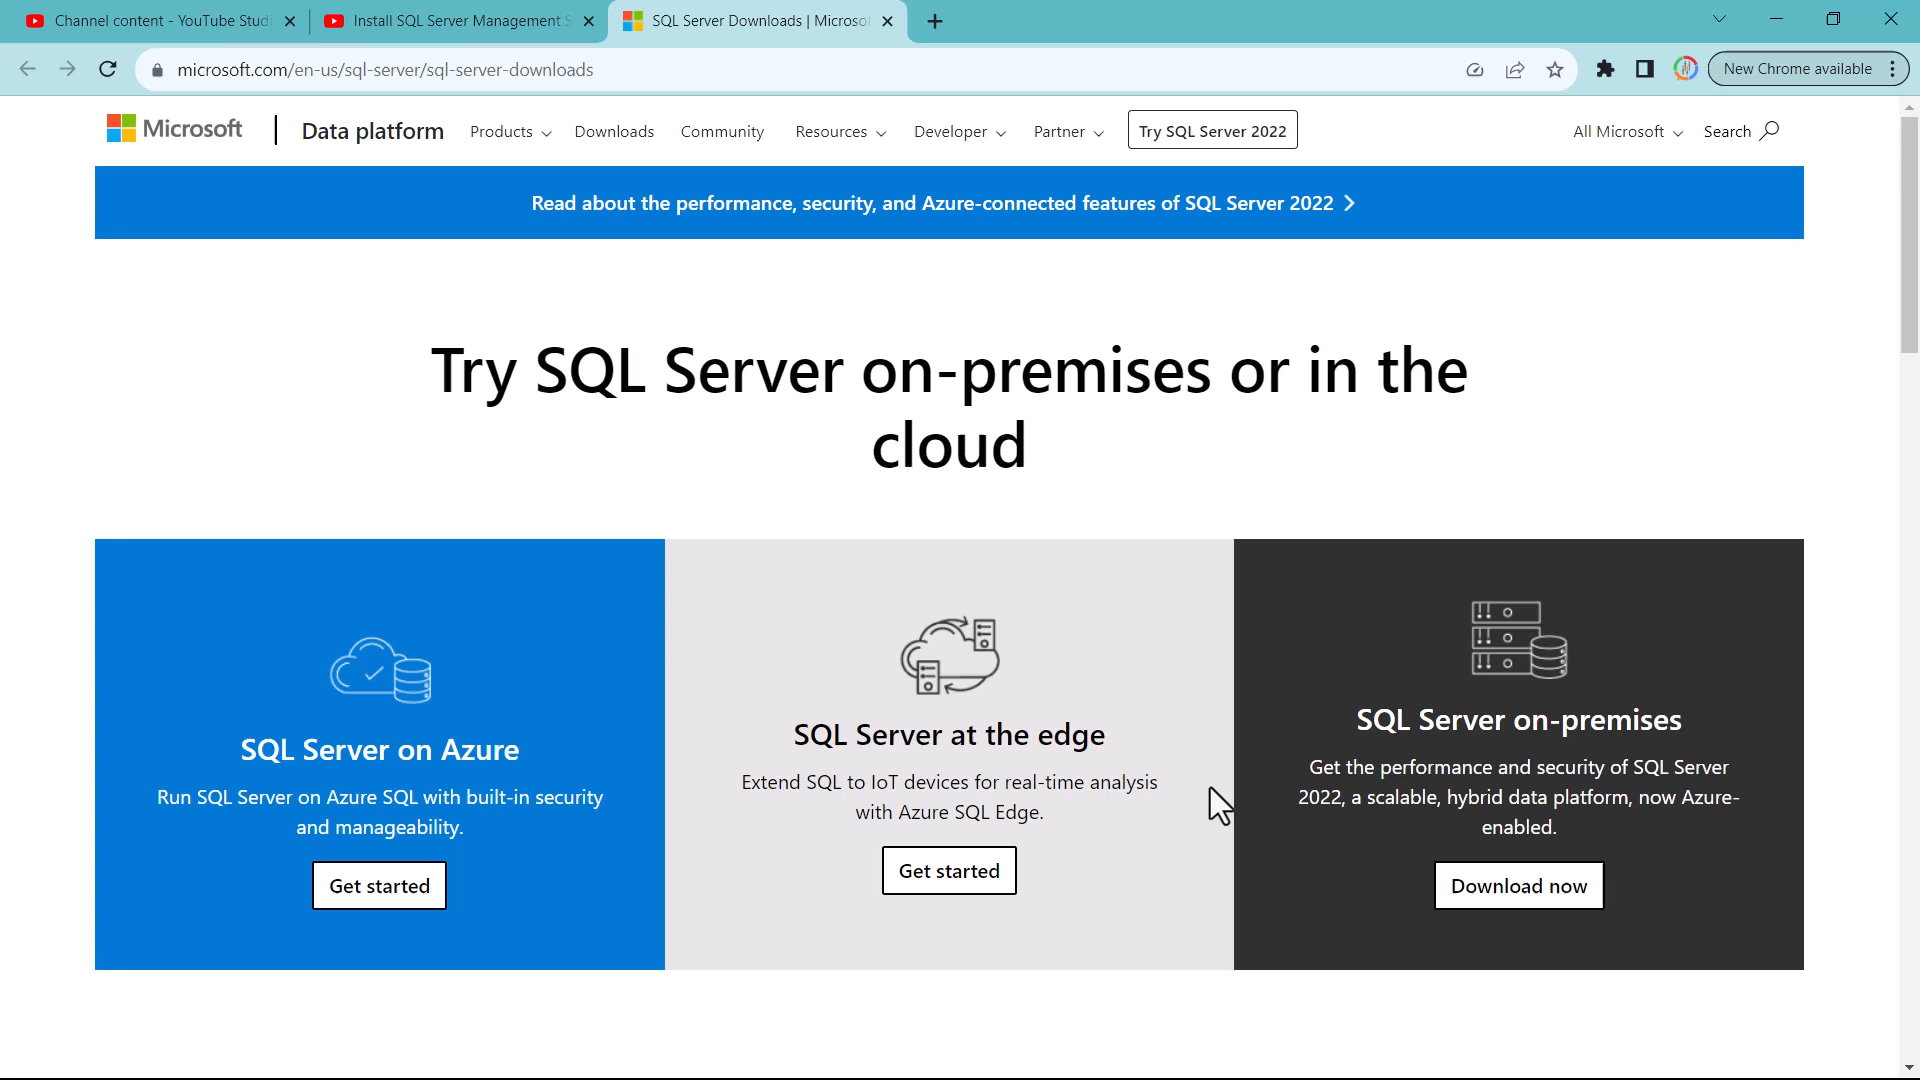 Channel content - YouTube Stud
Install SQL Server Management S
SQL Server Downloads | Microsof
microsoft.com/en-us/sql-server/sql-server-downloads
New Chrome available
Microsoft
Data platform
Products
Downloads
Community
Resources
Developer
Partner
Try SQL Server 2022
All Microsoft
Search
Read about the performance, security, and Azure-connected features of SQL Server 2022
Try SQL Server on-premises or in the
cloud
SQL Server on Azure
Run SQL Server on Azure SQL with built-in security
and manageability.
Get started
SQL Server at the edge
Extend SQL to IoT devices for real-time analysis
with Azure SQL Edge.
Get started
SQL Server on-premises
Get the performance and security of SQL Server
2022, a scalable, hybrid data platform, now Azure-
enabled.
Download now